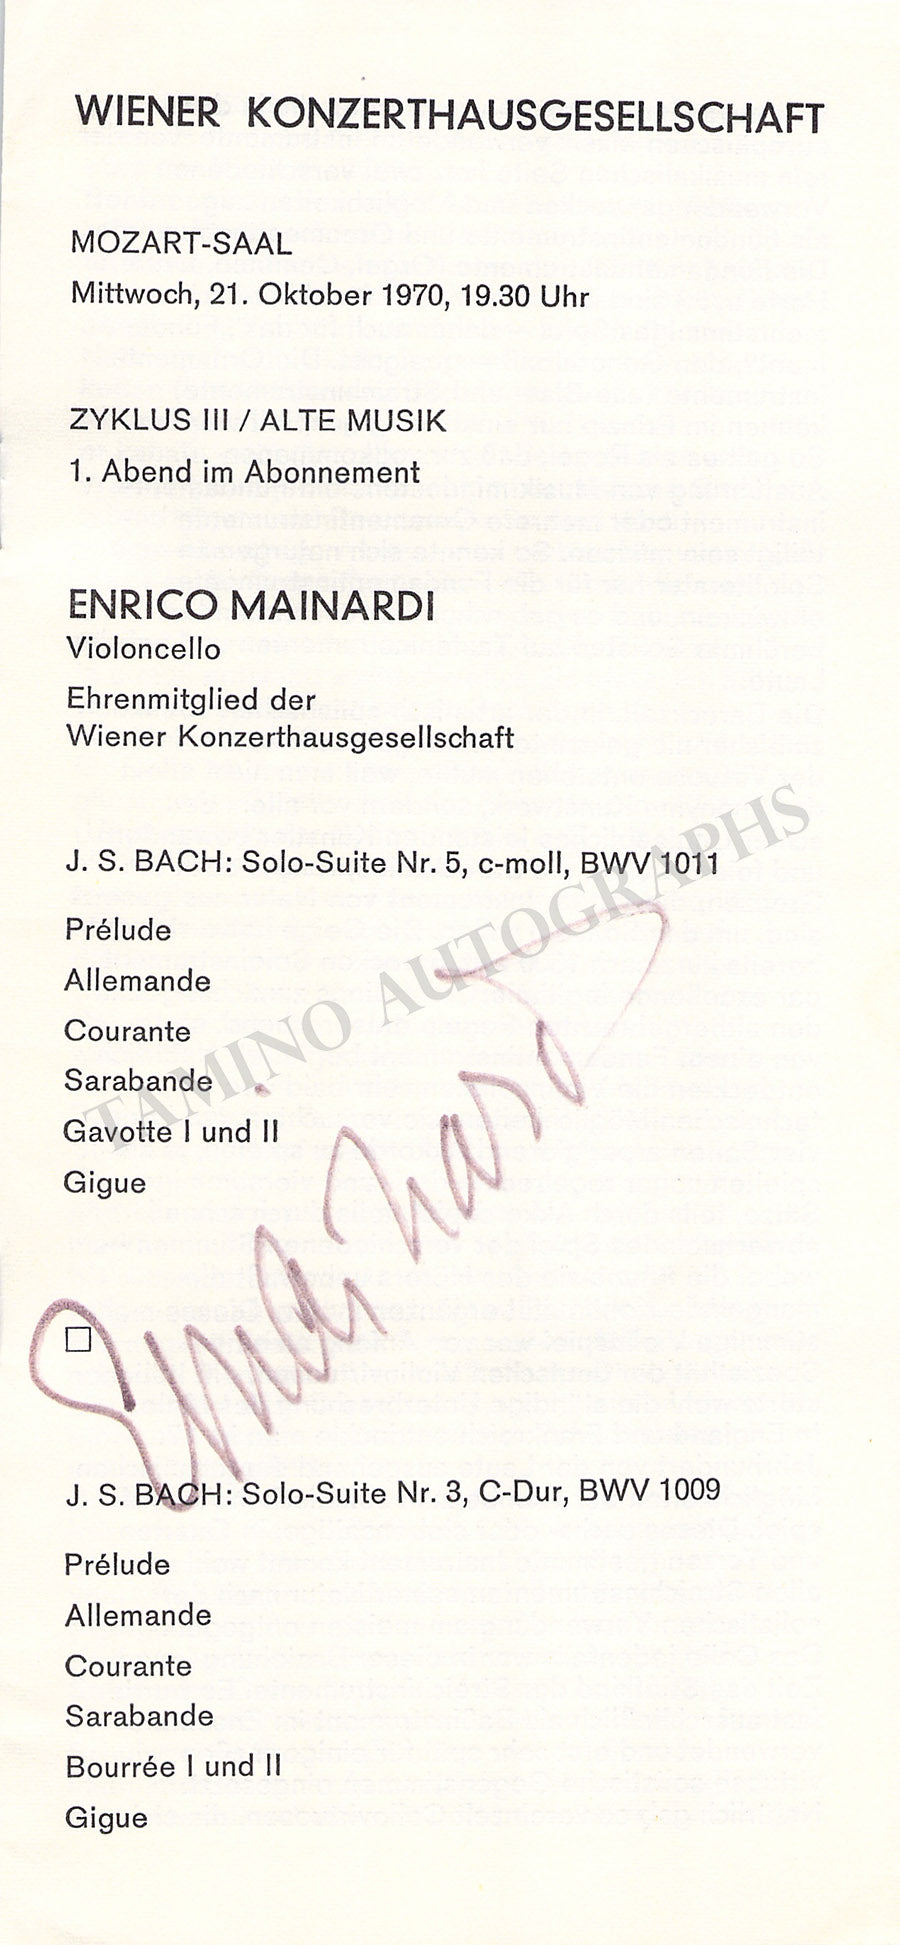 WIENER KONZERTHAUSGESELLSCHAFT
MOZART-SAAL
Mittwoch, 21. Oktober 1970, 19.30 Uhr
ZYKLUS III / ALTE MUSIK
1. Abend im Abonnement
ENRICO MAINARDI
Violoncello
Ehrenmitglied der
Wiener Konzerthausgesellschaft
J. S. BACH: Solo-Suite Nr. 5, c-moll, BWV 1011
Prélude
Allemande
Courante
Sarabande
Gavotte I und II
Gigue
TAMINO AUTOGRAPHS
EMainardi
J. S. BACH: Solo-Suite Nr. 3, C-Dur, BWV 1009
Prélude
Allemande
Courante
Sarabande
Bourrée I und II
Gigue